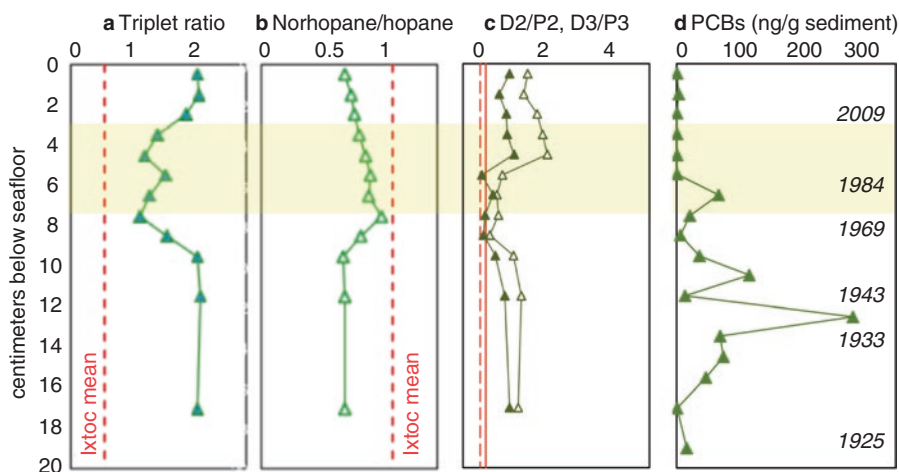 a Triplet ratio
b Norhopane/hopane
c D2/P2, D3/P3
d PCBs (ng/g sediment)
0 1 2
0 0.5 1
0 2 4
0 100 200 300
centimeters below seafloor
0
2
4
6
8
10
12
14
16
18
20
Ixtoc mean
Ixtoc mean
2009
1984
1969
1943
1933
1925